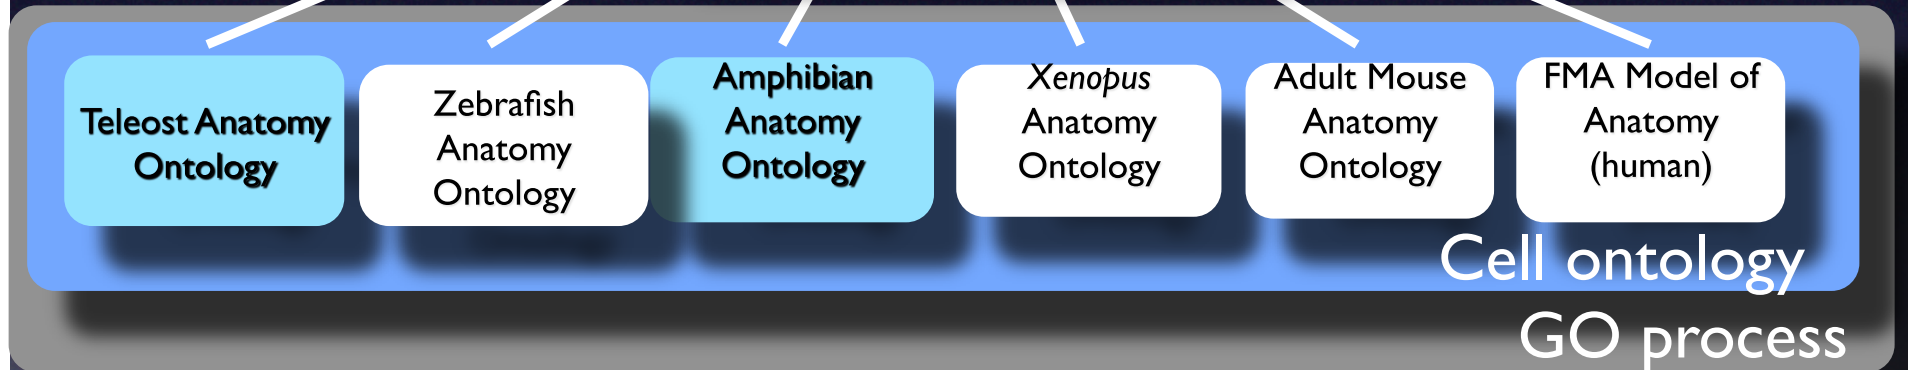 Teleost Anatomy
Ontology
Zebrafish
Anatomy
Ontology
Amphibian
Anatomy
Ontology
Xenopus
Anatomy
Ontology
Adult Mouse
Anatomy
Ontology
FMA Model of
Anatomy
(human)
Cell ontology
GO process